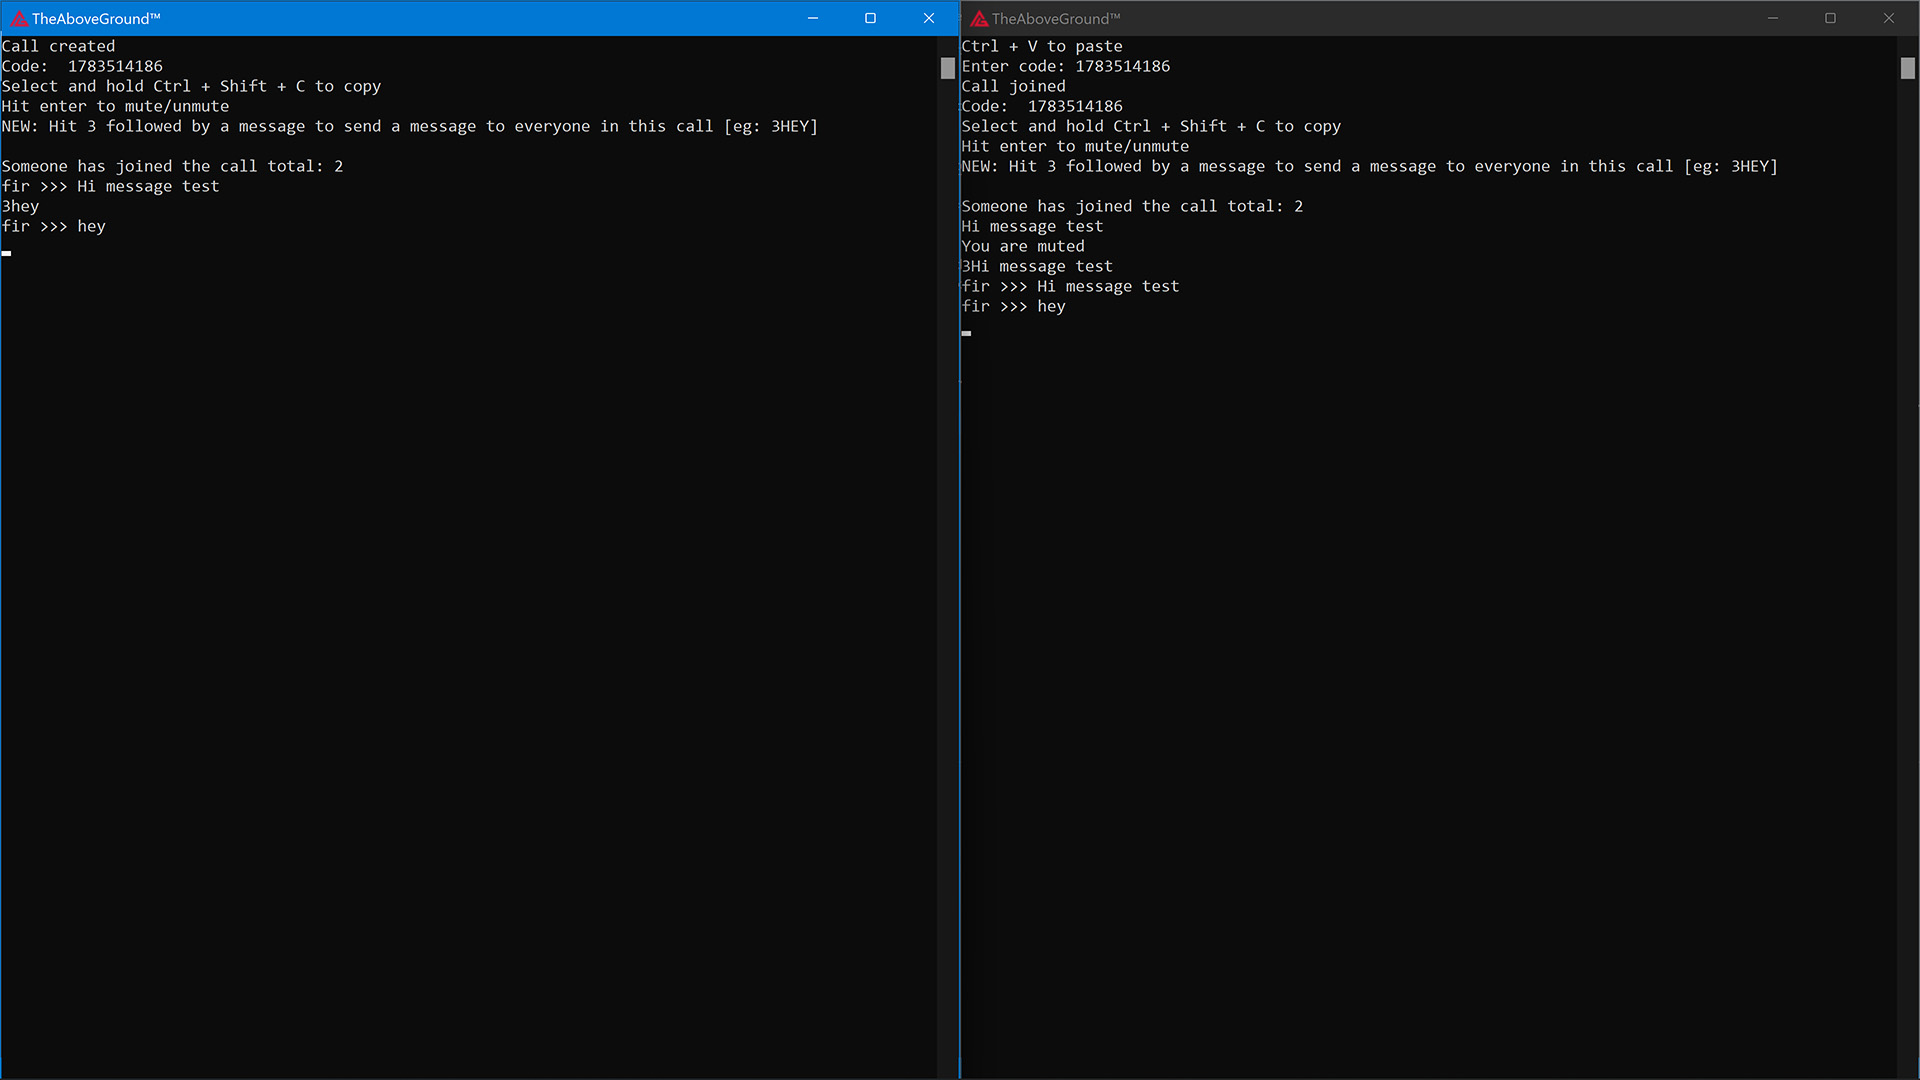 TheAboveGround™
Call created
Code:  1783514186
Select and hold Ctrl + Shift + C to copy
Hit enter to mute/unmute
NEW: Hit 3 followed by a message to send a message to everyone in this call [eg: 3HEY]
Someone has joined the call total: 2
fir >>> Hi message test
3hey
fir >>> hey
TheAboveGround™
Ctrl + V to paste
Enter code: 1783514186
Call joined
Code:  1783514186
Select and hold Ctrl + Shift + C to copy
Hit enter to mute/unmute
NEW: Hit 3 followed by a message to send a message to everyone in this call [eg: 3HEY]
Someone has joined the call total: 2
Hi message test
You are muted
3Hi message test
fir >>> Hi message test
fir >>> hey